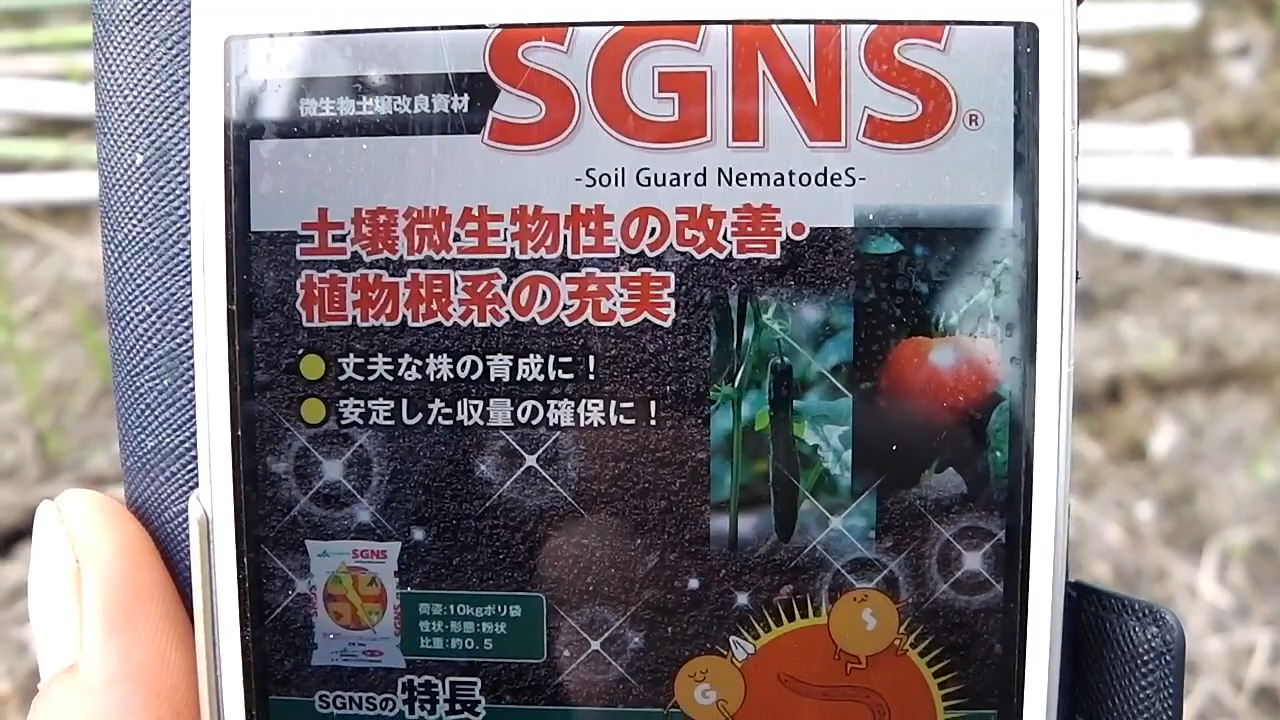 SGNS®
微生物土壌改良資材
-Soil Guard NematodeS-
土壌微生物性の改善・
植物根系の充実
●丈夫な株の育成に！
●安定した収量の確保に！
SGNS
荷姿:10kgポリ袋
性状・形態:粉状
比重:約0.5
S
G
SGNSの特長